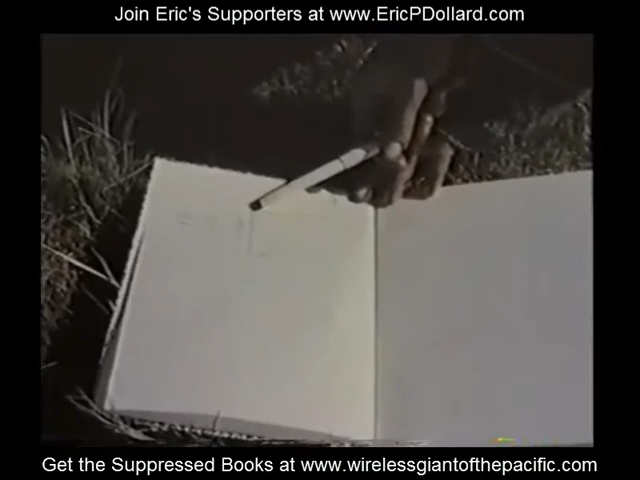 Join Eric's Supporters at www.EricPDollard.com
Get the Suppressed Books at www.wirelessgiantofthepacific.com